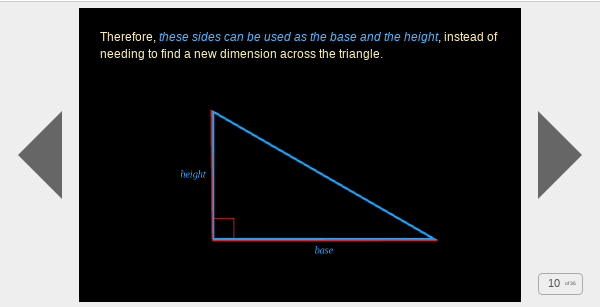 Therefore, these sides can be used as the base and the height, instead of
needing to find a new dimension across the triangle.
height
base
10 of 36